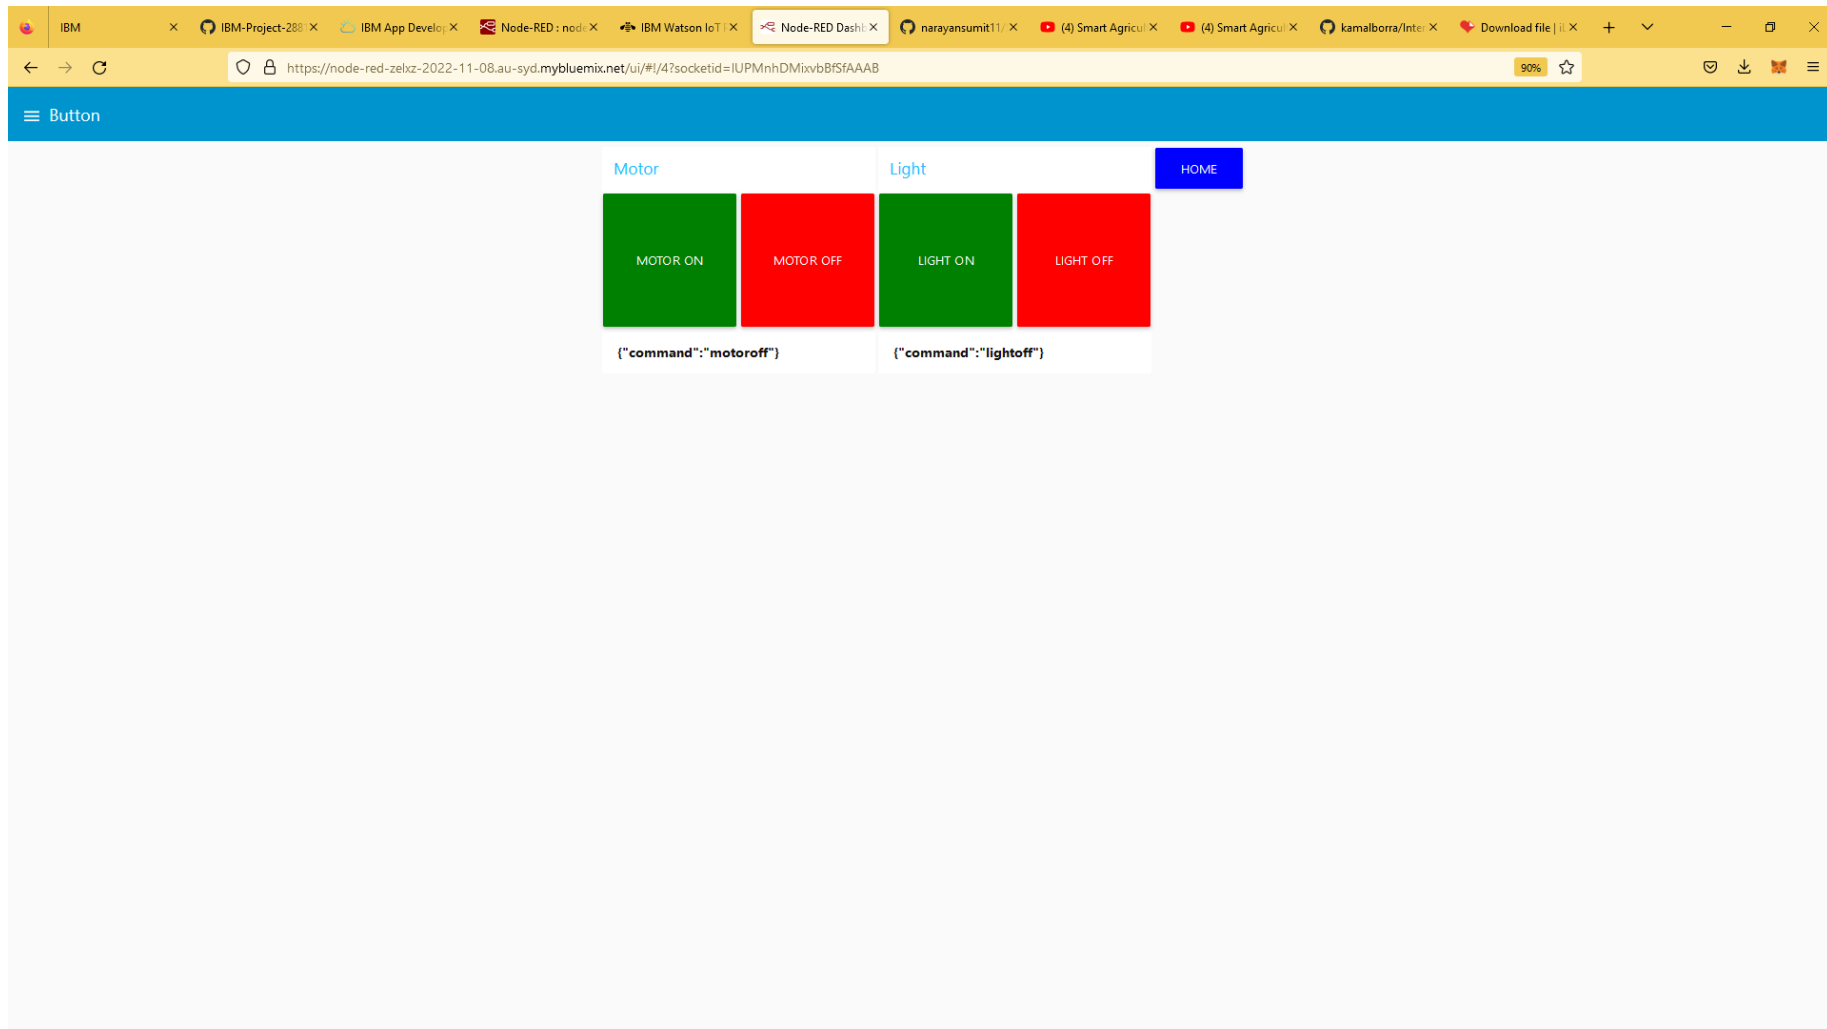 IBM
IBM-Project-2881
IBM App Develop
Node-RED : node
IBM Watson IoT P
Node-RED Dashb
narayansumit11/
(4) Smart Agricul
(4) Smart Agricul
kamalborra/Inter
Download file | iL
https://node-red-zelxz-2022-11-08.au-syd.mybluemix.net/ui/#!/4?socketid=IUPMnhDMixvbBfSfAAAB
90%
Button
Motor
Light
HOME
MOTOR ON
MOTOR OFF
LIGHT ON
LIGHT OFF
{"command":"motoroff"}
{"command":"lightoff"}